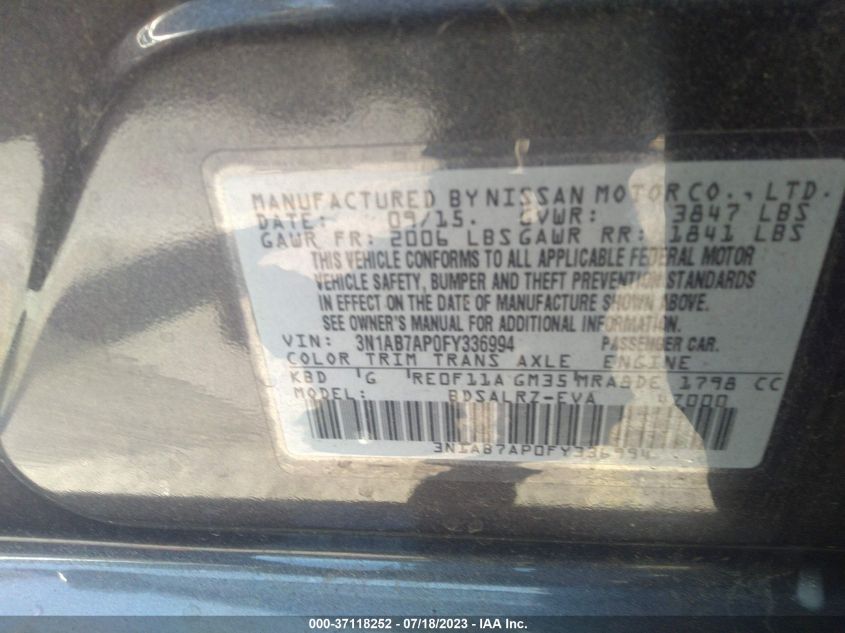 MANUFACTURED BY NISSAN MOTOR CO., LTD.
DATE: 09/15. GVWR: 3847 LBS
GAWR FR: 2006 LBS GAWR RR: 1841 LBS
THIS VEHICLE CONFORMS TO ALL APPLICABLE FEDERAL MOTOR
VEHICLE SAFETY, BUMPER AND THEFT PREVENTION STANDARDS
IN EFFECT ON THE DATE OF MANUFACTURE SHOWN ABOVE.
SEE OWNER'S MANUAL FOR ADDITIONAL INFORMATION.
VIN: 3N1AB7AP0FY336994 PASSENGER CAR.
COLOR TRIM TRANS AXLE ENGINE
KBD G RE0F11A GM35 MRA8DE 1798 CC
MODEL: BDSALRZ-EVA
3N1AB7AP0FY336994
000-37118252 - 07/18/2023 - IAA Inc.